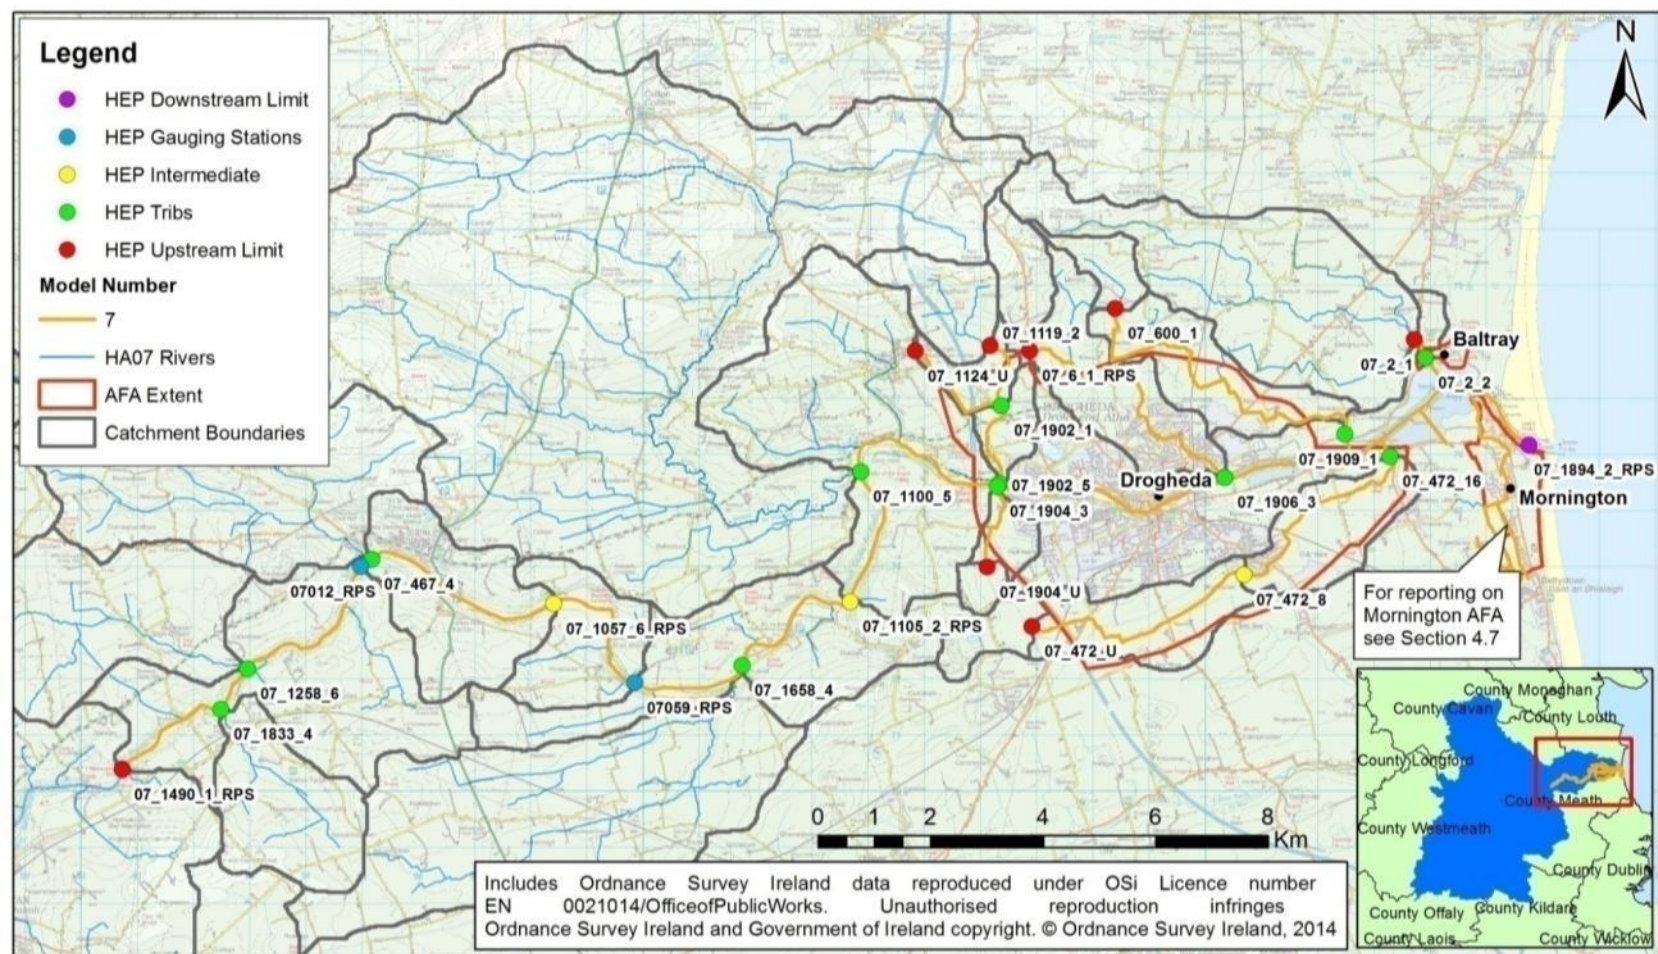 Legend
HEP Downstream Limit
HEP Gauging Stations
HEP Intermediate
HEP Tribs
HEP Upstream Limit
Model Number
7
HA07 Rivers
AFA Extent
Catchment Boundaries
N
07_1119_2
07_600_1
Baltray
07_2_1
07_1124_U
07_6_1_RPS
07_2_2
07_1902_1
07_1909_1
07_1894_2_RPS
Drogheda
07_1902_5
07_472_16
07_1100_5
07_1906_3
Mornington
07_1904_3
07012_RPS
07_467_4
07_1904_U
07_472_8
For reporting on
Mornington AFA
see Section 4.7
07_1057_6_RPS
07_1105_2_RPS
07_472_U
07_1258_6
07_1658_4
07059_RPS
07_1833_4
07_1490_1_RPS
0 1 2 4 6 8
Km
County Monaghan
County Cavan
County Louth
County Longford
County Meath
County Westmeath
County Dublin
County Offaly
County Kildare
County Laois
County Wicklow
Includes Ordnance Survey Ireland data reproduced under OSi Licence number
EN 0021014/OfficeofPublicWorks. Unauthorised reproduction infringes
Ordnance Survey Ireland and Government of Ireland copyright. © Ordnance Survey Ireland, 2014